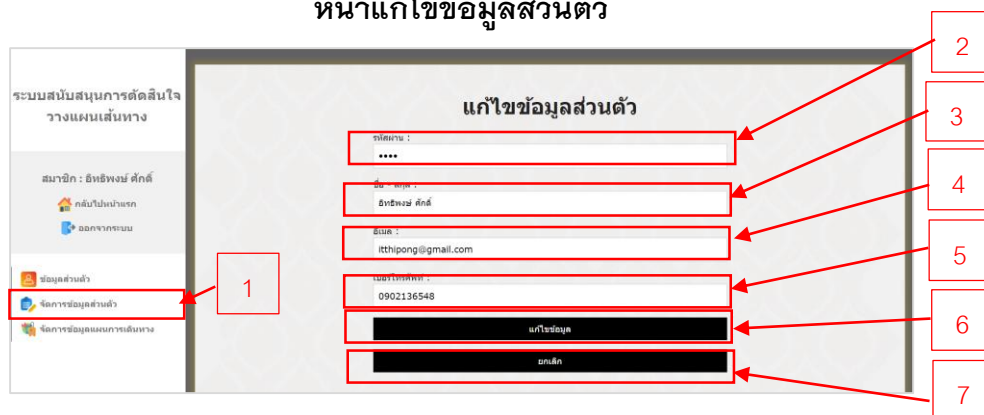 หน้าแก้ไขข้อมูลส่วนตัว
ระบบสนับสนุนการตัดสินใจ
วางแผนเส้นทาง
สมาชิก : อิทธิพงษ์ ศักดิ์
กลับไปหน้าแรก
ออกจากระบบ
ข้อมูลส่วนตัว
จัดการข้อมูลส่วนตัว
จัดการข้อมูลแผนการเดินทาง
1
แก้ไขข้อมูลส่วนตัว
รหัสผ่าน :
••••
ชื่อ - สกุล :
อิทธิพงษ์ ศักดิ์
อีเมล :
itthipong@gmail.com
เบอร์โทรศัพท์ :
0902136548
แก้ไขข้อมูล
ยกเลิก
2
3
4
5
6
7